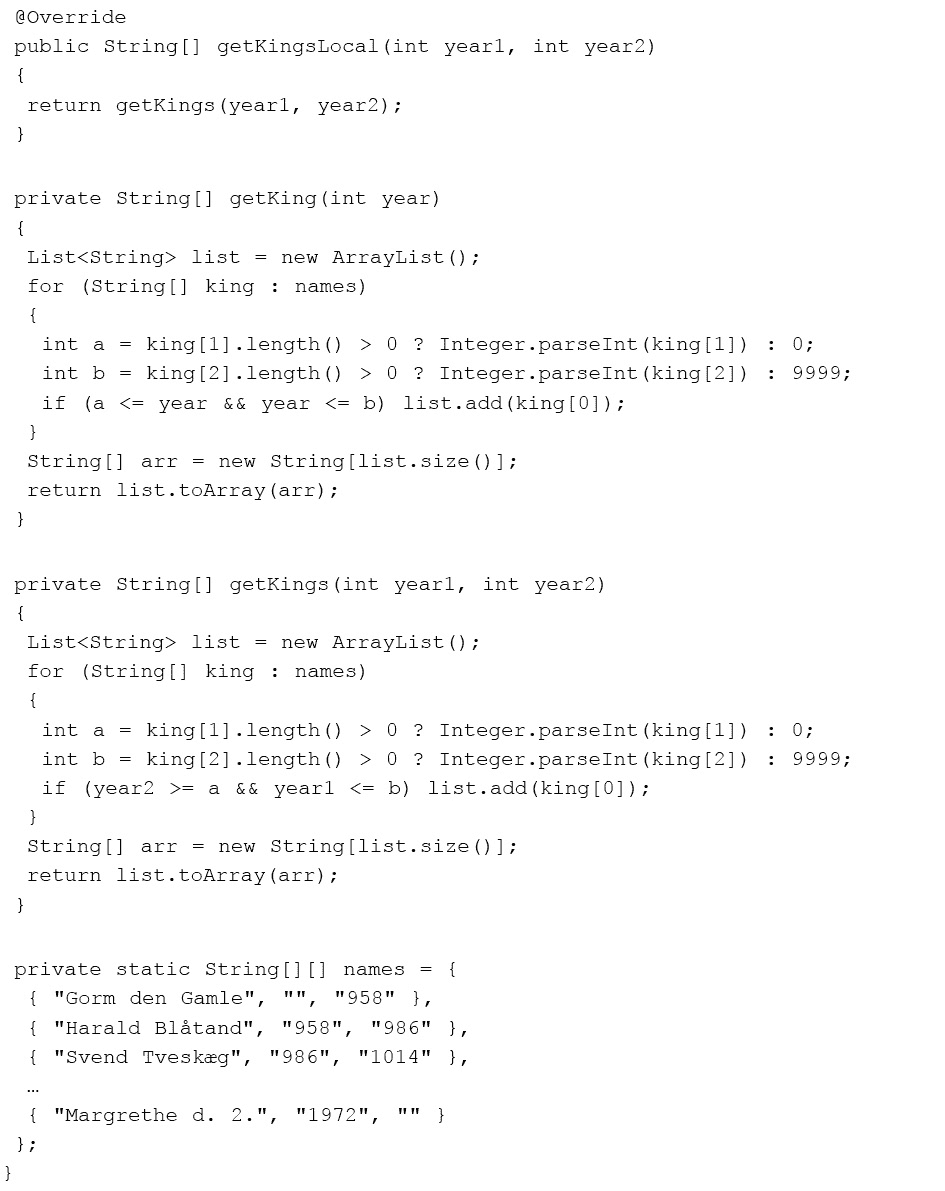 @Override
public String[] getKingsLocal(int year1, int year2)
{
return getKings(year1, year2);
}
private String[] getKing(int year)
{
List<String> list = new ArrayList();
for (String[] king : names)
{
int a = king[1].length() > 0 ? Integer.parseInt(king[1]) : 0;
int b = king[2].length() > 0 ? Integer.parseInt(king[2]) : 9999;
if (a <= year && year <= b) list.add(king[0]);
}
String[] arr = new String[list.size()];
return list.toArray(arr);
}
private String[] getKings(int year1, int year2)
{
List<String> list = new ArrayList();
for (String[] king : names)
{
int a = king[1].length() > 0 ? Integer.parseInt(king[1]) : 0;
int b = king[2].length() > 0 ? Integer.parseInt(king[2]) : 9999;
if (year2 >= a && year1 <= b) list.add(king[0]);
}
String[] arr = new String[list.size()];
return list.toArray(arr);
}
private static String[][] names = {
{ "Gorm den Gamle", "", "958" },
{ "Harald Blåtand", "958", "986" },
{ "Svend Tveskæg", "986", "1014" },
…
{ "Margrethe d. 2.", "1972", "" }
};
}